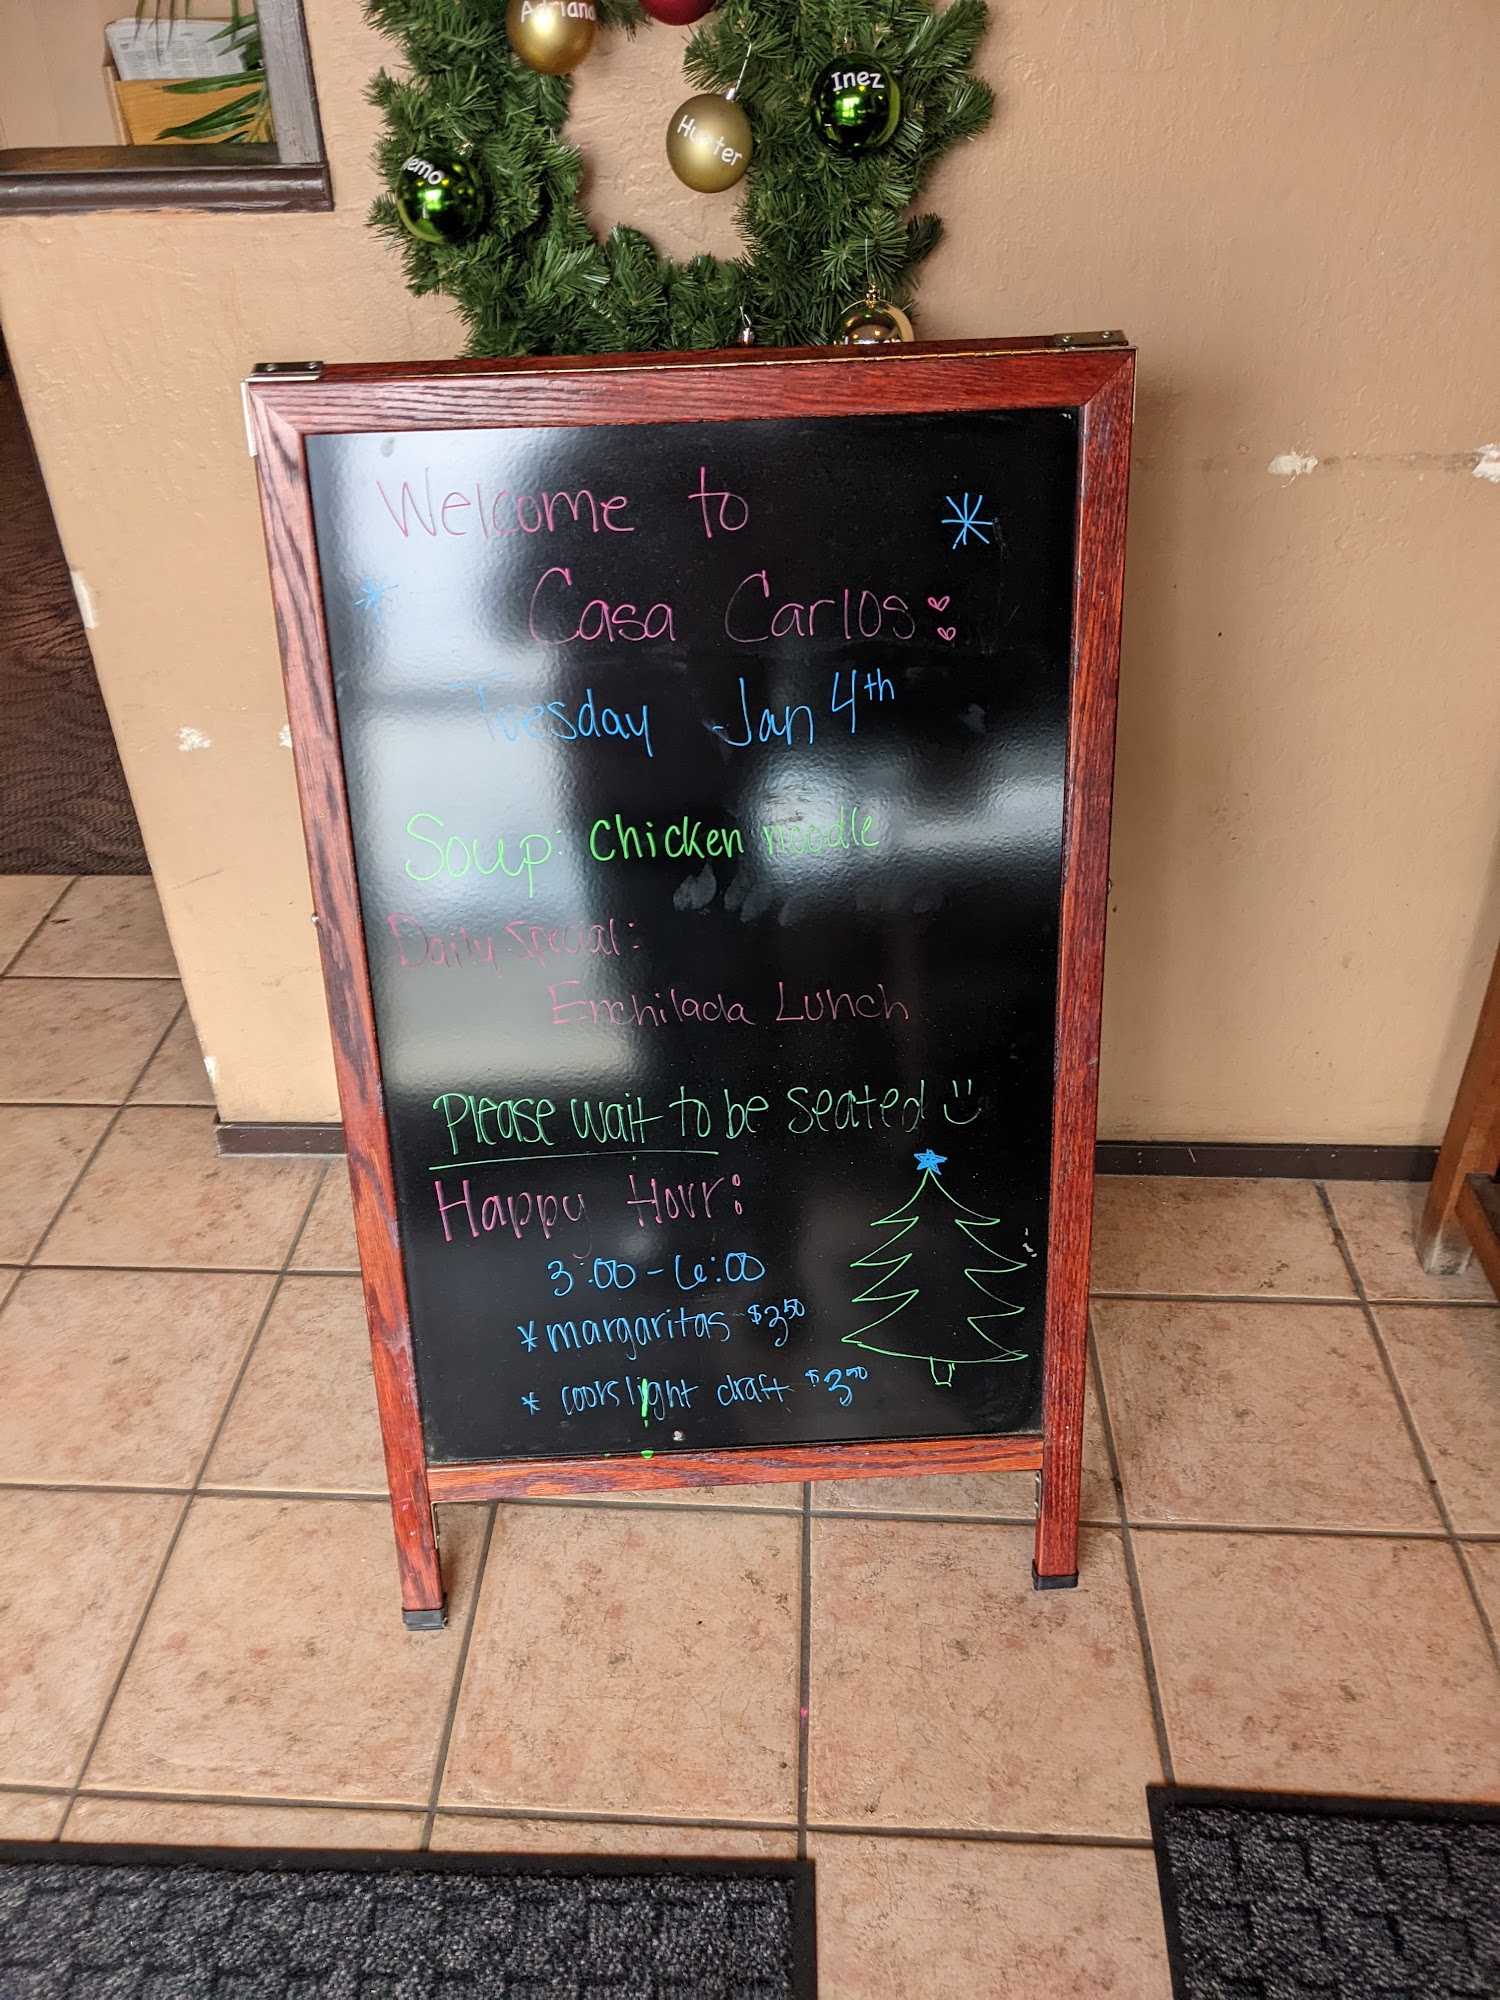 Adriana
Inez
Hunter
Welcome to
Casa Carlos:
Tuesday Jan 4th
Soup: Chicken noodle
Daily Special:
Enchilada Lunch
Please wait to be seated
Happy Hour:
3:00-6:00
* margaritas $3.50
* coors light draft $3.50